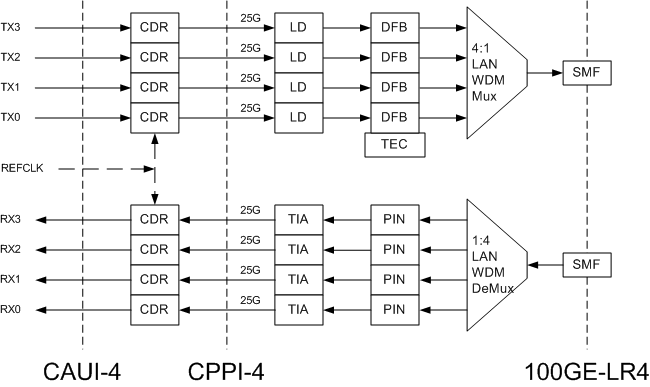 TX3 CDR 25G LD DFB
TX2 CDR 25G LD DFB
TX1 CDR 25G LD DFB
TX0 CDR 25G LD DFB
4:1
LAN
WDM
Mux
SMF
TEC
REFCLK
RX3 CDR 25G TIA PIN
RX2 CDR 25G TIA PIN
RX1 CDR 25G TIA PIN
RX0 CDR 25G TIA PIN
1:4
LAN
WDM
DeMux
SMF
CAUI-4 CPPI-4 100GE-LR4